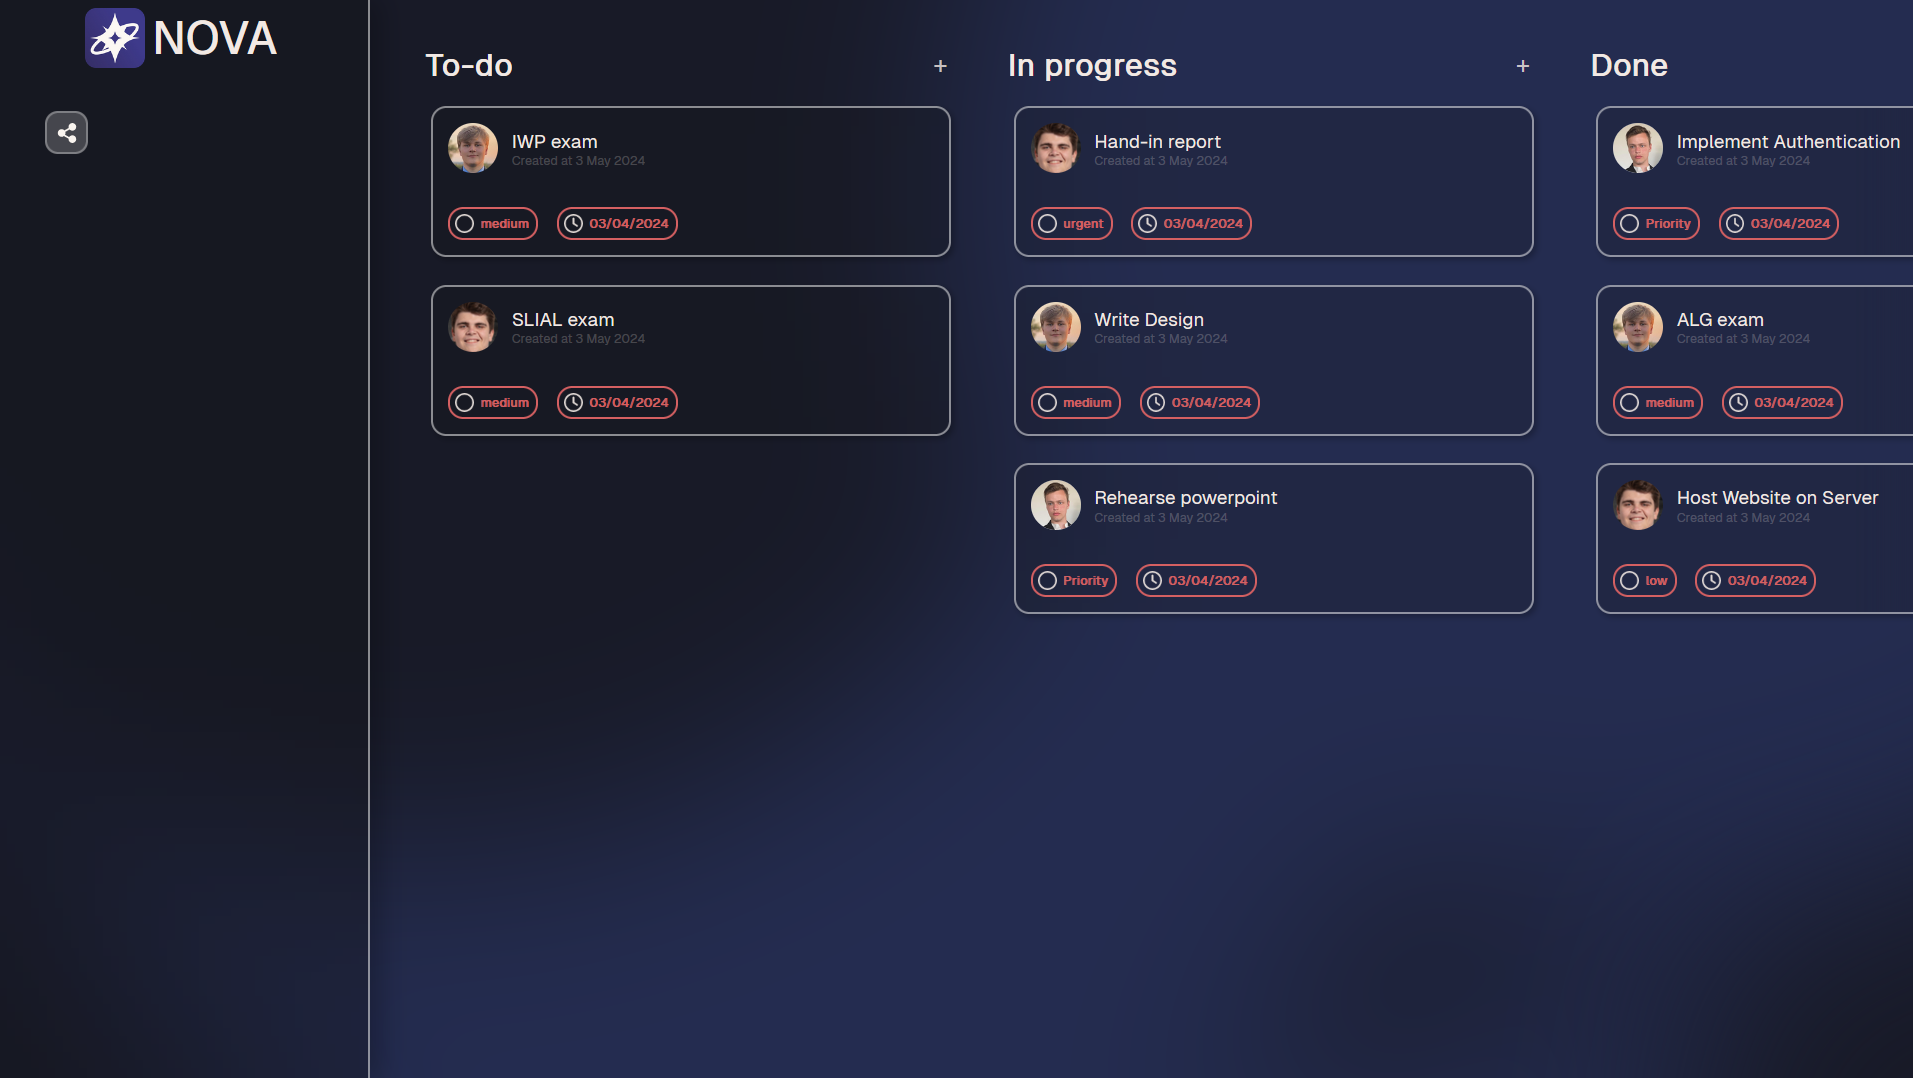 NOVA
To-do
+
IWP exam
Created at 3 May 2024
medium
03/04/2024
SLIAL exam
Created at 3 May 2024
medium
03/04/2024
In progress
+
Hand-in report
Created at 3 May 2024
urgent
03/04/2024
Write Design
Created at 3 May 2024
medium
03/04/2024
Rehearse powerpoint
Created at 3 May 2024
Priority
03/04/2024
Done
Implement Authentication
Created at 3 May 2024
Priority
03/04/2024
ALG exam
Created at 3 May 2024
medium
03/04/2024
Host Website on Server
Created at 3 May 2024
low
03/04/2024